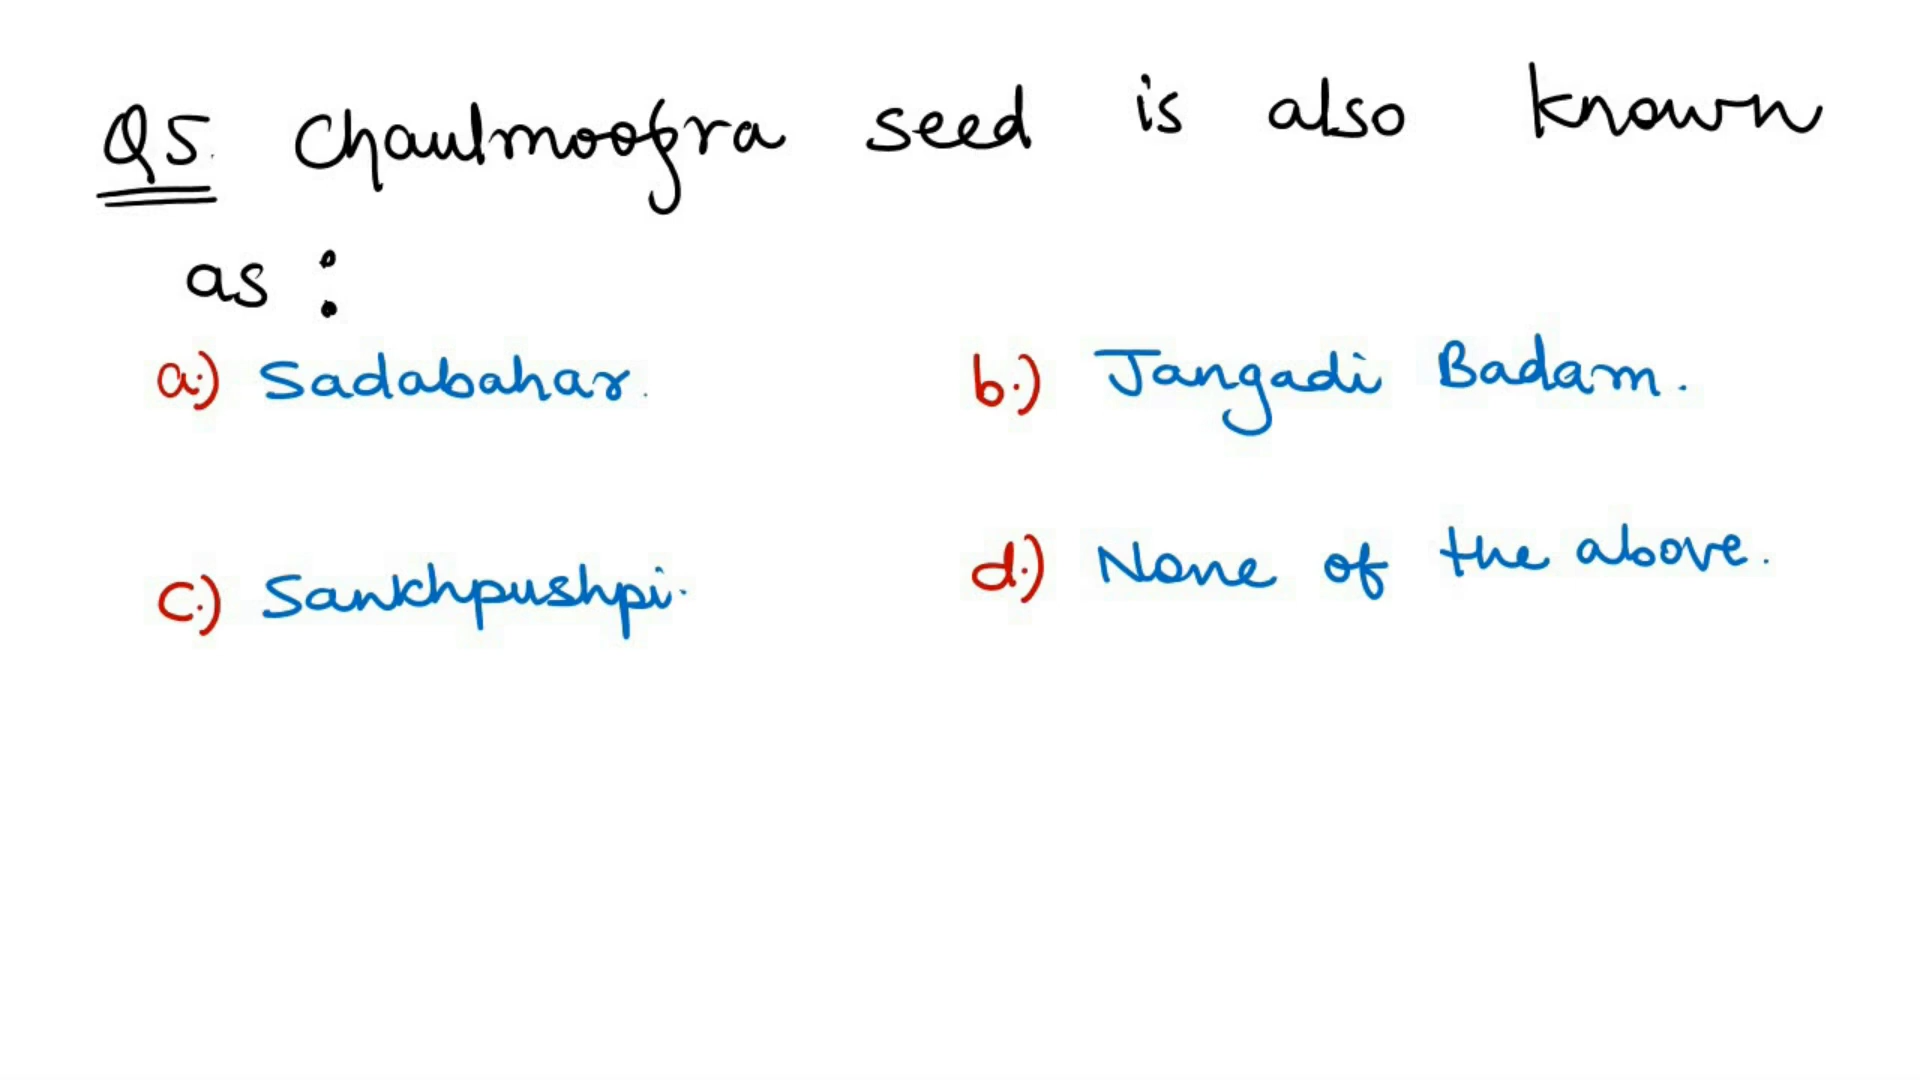 Q5. Chaulmoogra seed is also known
as :
a.) Sadabahar.
b.) Jangadi Badam.
c.) Sankhpushpi.
d.) None of the above.